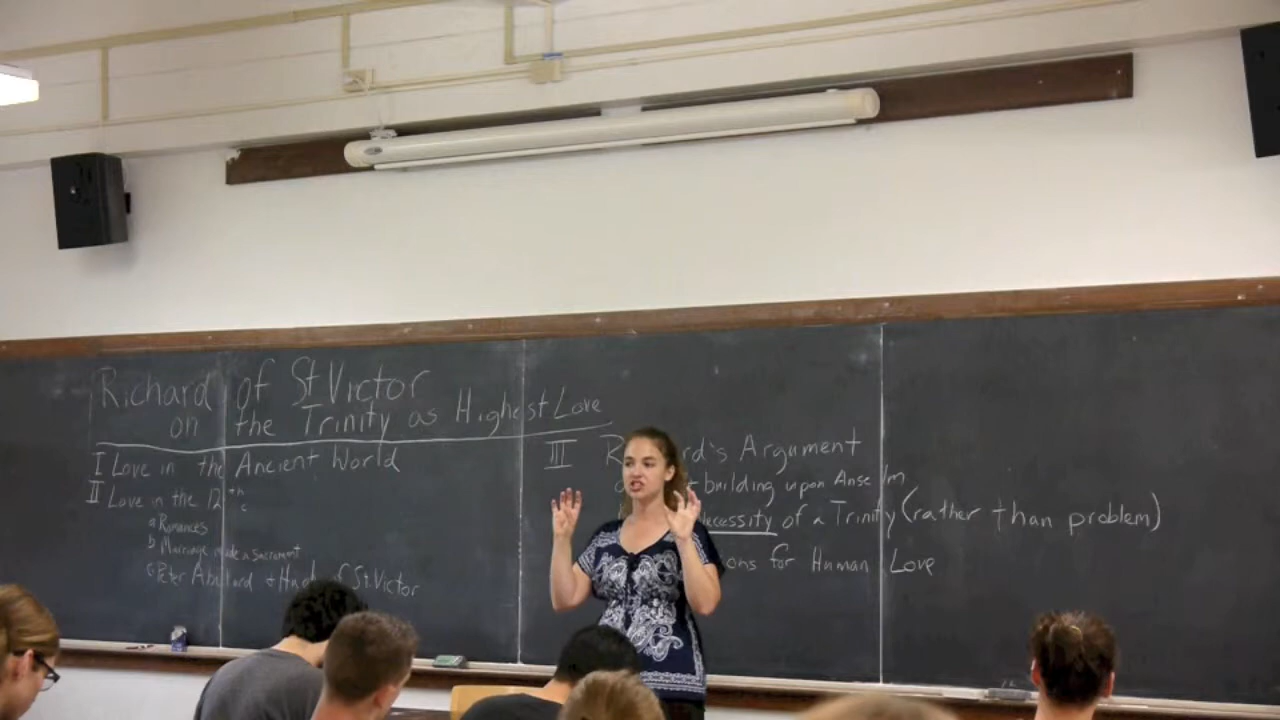 Richard of St Victor
on the Trinity as Highest Love
I Love in the Ancient World
II Love in the 12th c
a Romances
b Marriage made a Sacrament
c Peter Abelard + Hugh of St. Victor
III Richard's Argument
building upon Anselm
Necessity of a Trinity (rather than problem)
ons for Human Love